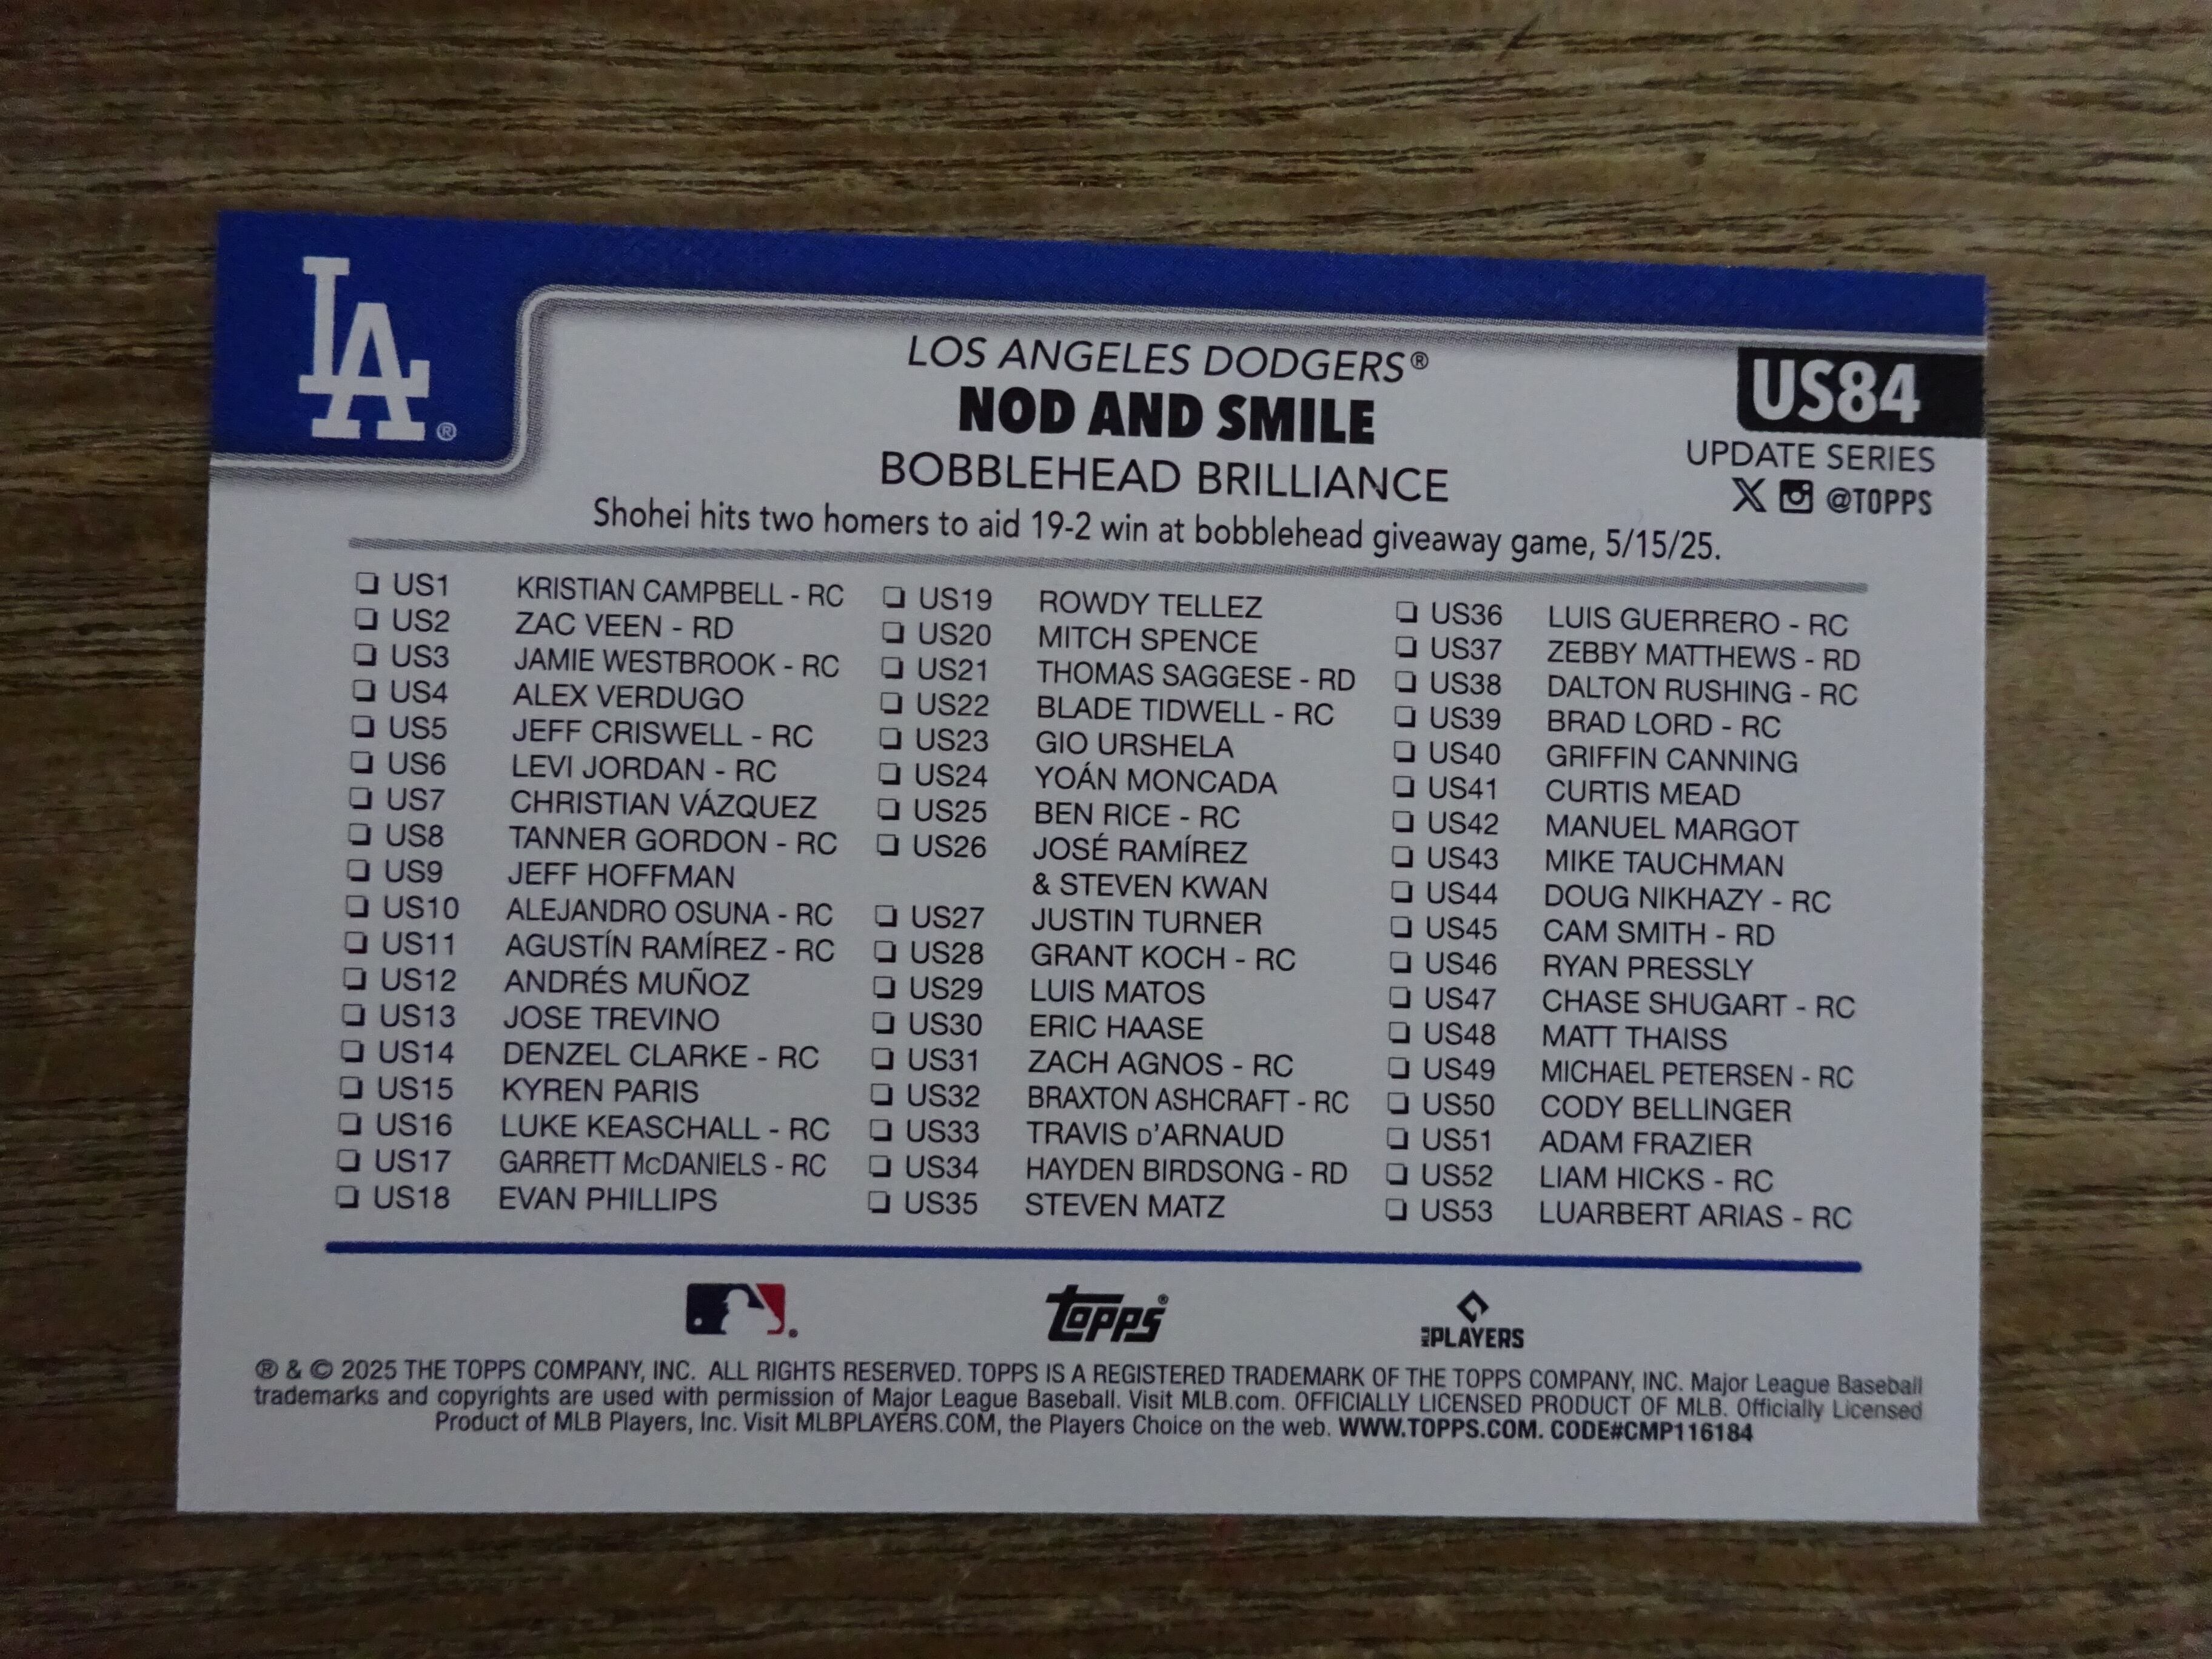 LA®
LOS ANGELES DODGERS®
NOD AND SMILE
BOBBLEHEAD BRILLIANCE
Shohei hits two homers to aid 19-2 win at bobblehead giveaway game, 5/15/25.
US84
UPDATE SERIES
X @TOPPS
❏ US1 KRISTIAN CAMPBELL - RC
❏ US2 ZAC VEEN - RD
❏ US3 JAMIE WESTBROOK - RC
❏ US4 ALEX VERDUGO
❏ US5 JEFF CRISWELL - RC
❏ US6 LEVI JORDAN - RC
❏ US7 CHRISTIAN VÁZQUEZ
❏ US8 TANNER GORDON - RC
❏ US9 JEFF HOFFMAN
❏ US10 ALEJANDRO OSUNA - RC
❏ US11 AGUSTÍN RAMÍREZ - RC
❏ US12 ANDRÉS MUÑOZ
❏ US13 JOSE TREVINO
❏ US14 DENZEL CLARKE - RC
❏ US15 KYREN PARIS
❏ US16 LUKE KEASCHALL - RC
❏ US17 GARRETT McDANIELS - RC
❏ US18 EVAN PHILLIPS
❏ US19 ROWDY TELLEZ
❏ US20 MITCH SPENCE
❏ US21 THOMAS SAGGESE - RD
❏ US22 BLADE TIDWELL - RC
❏ US23 GIO URSHELA
❏ US24 YOÁN MONCADA
❏ US25 BEN RICE - RC
❏ US26 JOSÉ RAMÍREZ
& STEVEN KWAN
❏ US27 JUSTIN TURNER
❏ US28 GRANT KOCH - RC
❏ US29 LUIS MATOS
❏ US30 ERIC HAASE
❏ US31 ZACH AGNOS - RC
❏ US32 BRAXTON ASHCRAFT - RC
❏ US33 TRAVIS D'ARNAUD
❏ US34 HAYDEN BIRDSONG - RD
❏ US35 STEVEN MATZ
❏ US36 LUIS GUERRERO - RC
❏ US37 ZEBBY MATTHEWS - RD
❏ US38 DALTON RUSHING - RC
❏ US39 BRAD LORD - RC
❏ US40 GRIFFIN CANNING
❏ US41 CURTIS MEAD
❏ US42 MANUEL MARGOT
❏ US43 MIKE TAUCHMAN
❏ US44 DOUG NIKHAZY - RC
❏ US45 CAM SMITH - RD
❏ US46 RYAN PRESSLY
❏ US47 CHASE SHUGART - RC
❏ US48 MATT THAISS
❏ US49 MICHAEL PETERSEN - RC
❏ US50 CODY BELLINGER
❏ US51 ADAM FRAZIER
❏ US52 LIAM HICKS - RC
❏ US53 LUARBERT ARIAS - RC
Topps®
MLB PLAYERS
® & © 2025 THE TOPPS COMPANY, INC. ALL RIGHTS RESERVED. TOPPS IS A REGISTERED TRADEMARK OF THE TOPPS COMPANY, INC. Major League Baseball
trademarks and copyrights are used with permission of Major League Baseball. Visit MLB.com. OFFICIALLY LICENSED PRODUCT OF MLB. Officially Licensed
Product of MLB Players, Inc. Visit MLBPLAYERS.COM, the Players Choice on the web. WWW.TOPPS.COM. CODE#CMP116184